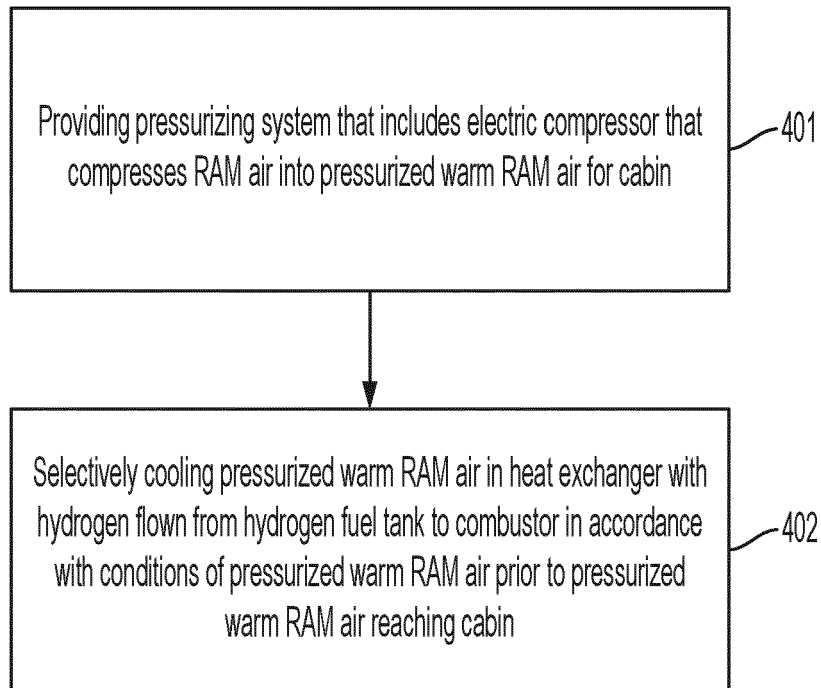 Providing pressurizing system that includes electric compressor that
compresses RAM air into pressurized warm RAM air for cabin
401
Selectively cooling pressurized warm RAM air in heat exchanger with
hydrogen flown from hydrogen fuel tank to combustor in accordance
with conditions of pressurized warm RAM air prior to pressurized
warm RAM air reaching cabin
402